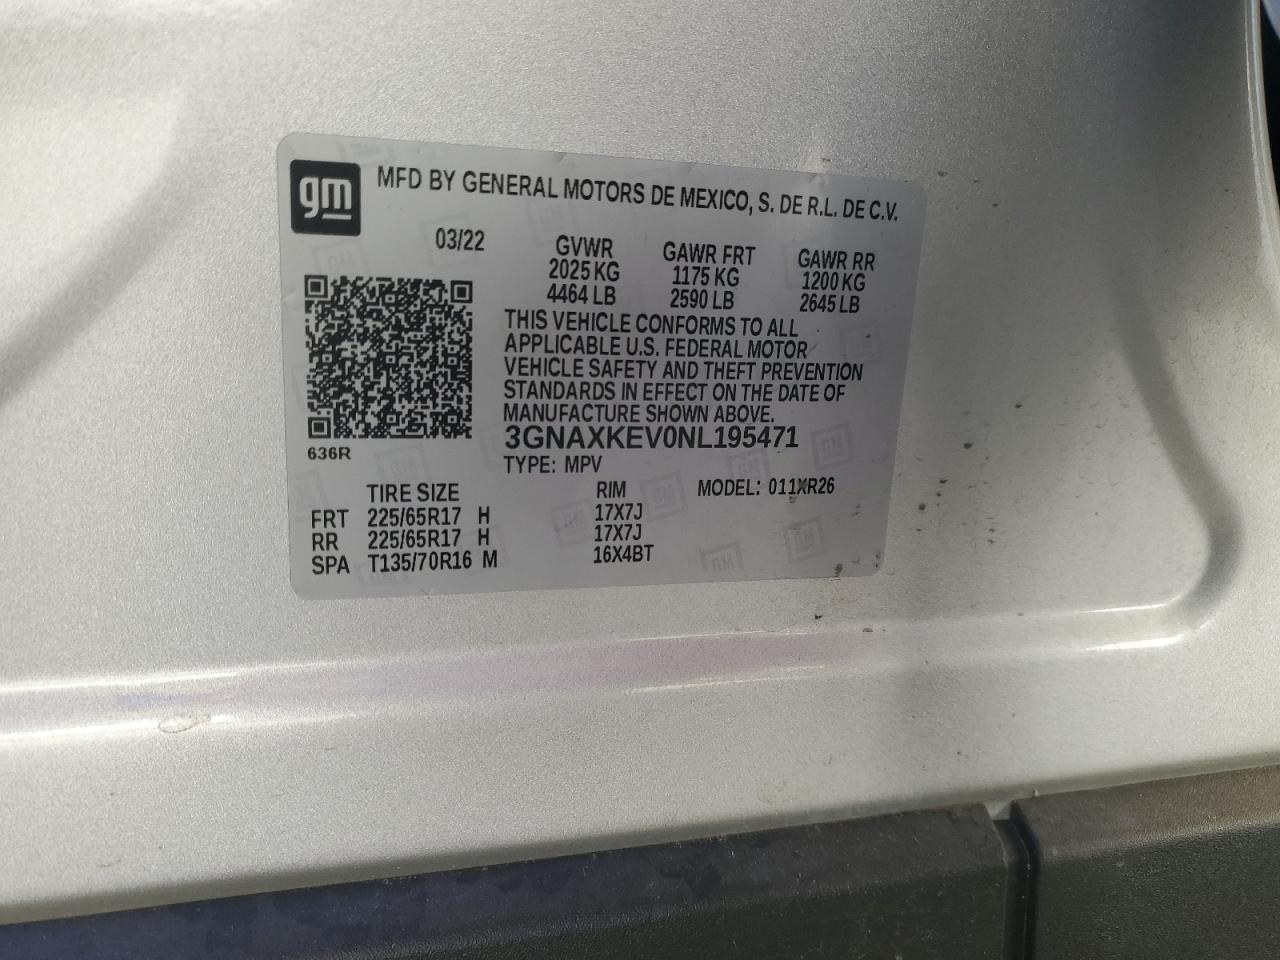 gm MFD BY GENERAL MOTORS DE MEXICO, S. DE R.L. DE C.V.
03/22 GVWR GAWR FRT GAWR RR
2025 KG 1175 KG 1200 KG
4464 LB 2590 LB 2645 LB
THIS VEHICLE CONFORMS TO ALL
APPLICABLE U.S. FEDERAL MOTOR
VEHICLE SAFETY AND THEFT PREVENTION
STANDARDS IN EFFECT ON THE DATE OF
MANUFACTURE SHOWN ABOVE.
3GNAXKEV0NL195471
636R
TYPE: MPV
TIRE SIZE RIM MODEL: 011XR26
FRT 225/65R17 H 17X7J
RR 225/65R17 H 17X7J
SPA T135/70R16 M 16X4BT